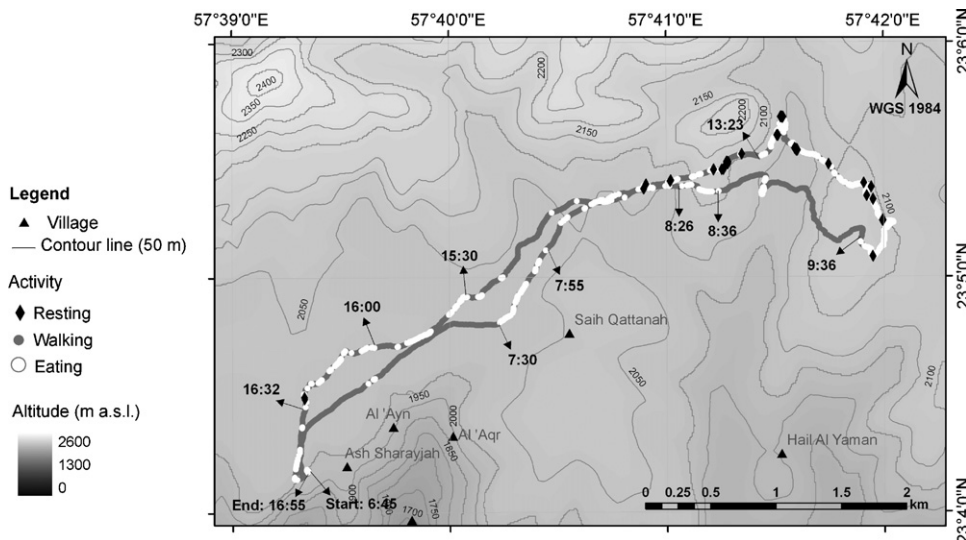 57°39'0"E 57°40'0"E 57°41'0"E 57°42'0"E
23°6'0"N
23°5'0"N
23°4'0"N
N
WGS 1984
2300
2400
2350
2250
2200
2150
2150
2200
2100
2150
13:23
2100
8:26
8:36
9:36
15:30
7:55
2050
16:00
7:30
Saih Qattanah
2050
2100
16:32
1950
2000
Al 'Ayn
Al 'Aqr
1850
Ash Sharayjah
Hail Al Yaman
1900
1750
1700
End: 16:55 Start: 6:45
0 0.25 0.5 1 1.5 2
km
Legend
Village
Contour line (50 m)
Activity
Resting
Walking
Eating
Altitude (m a.s.l.)
2600
1300
0